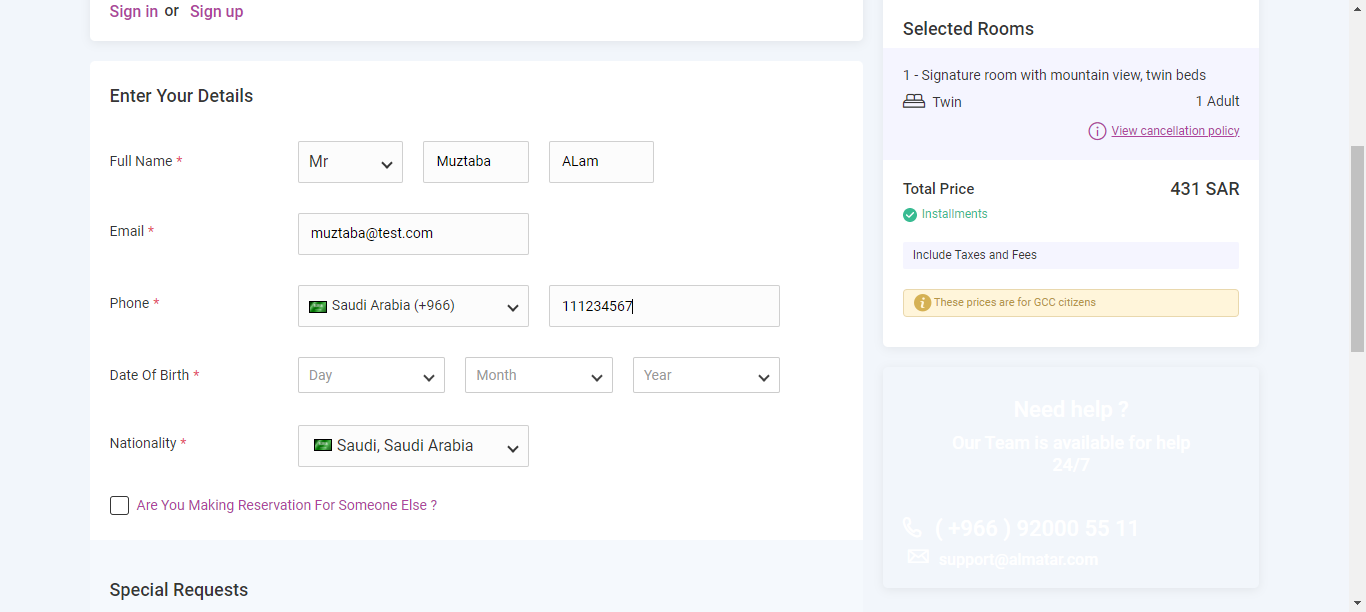 Sign in or Sign up
Enter Your Details
Full Name *
Mr
Muztaba
ALam
Email *
muztaba@test.com
Phone *
Saudi Arabia (+966)
111234567
Date Of Birth *
Day
Month
Year
Nationality *
Saudi, Saudi Arabia
Are You Making Reservation For Someone Else ?
Special Requests
Selected Rooms
1 - Signature room with mountain view, twin beds
Twin
1 Adult
View cancellation policy
Total Price
431 SAR
Installments
Include Taxes and Fees
These prices are for GCC citizens
Need help ?
Our Team is available for help
24/7
( +966 ) 92000 55 11
support@almatar.com